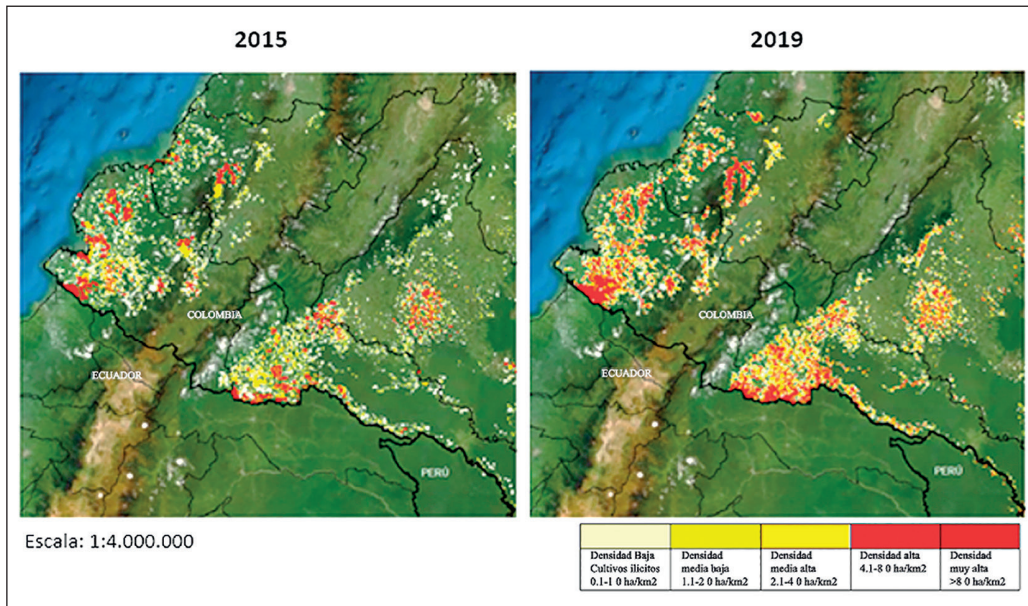 2015
2019
COLOMBIA
ECUADOR
PERÚ
COLOMBIA
ECUADOR
PERÚ
Escala: 1:4.000.000
Densidad Baja
Cultivos ilicitos
0.1-1 0 ha/km2
Densidad
media baja
1.1-2 0 ha/km2
Densidad
media alta
2.1-4 0 ha/km2
Densidad alta
4.1-8 0 ha/km2
Densidad
muy alta
>8 0 ha/km2